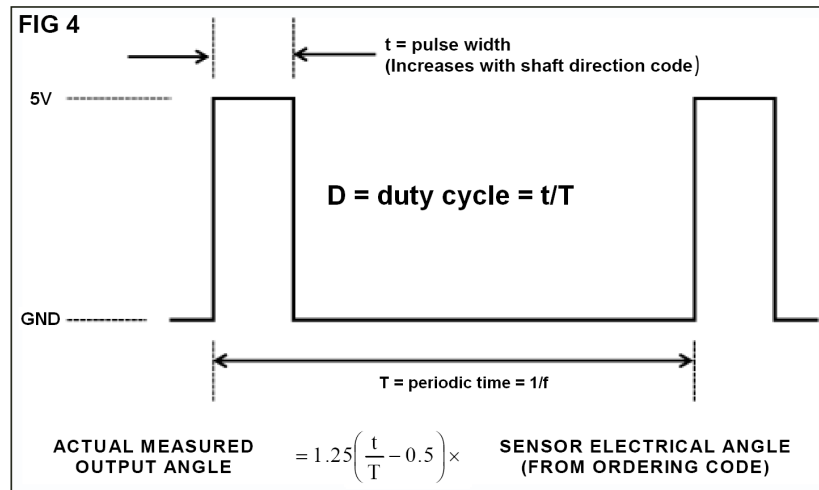 FIG 4
t = pulse width
(Increases with shaft direction code)
5V
D = duty cycle = t/T
GND
T = periodic time = 1/f
ACTUAL MEASURED
OUTPUT ANGLE
= 1.25(t/T − 0.5) ×
SENSOR ELECTRICAL ANGLE
(FROM ORDERING CODE)